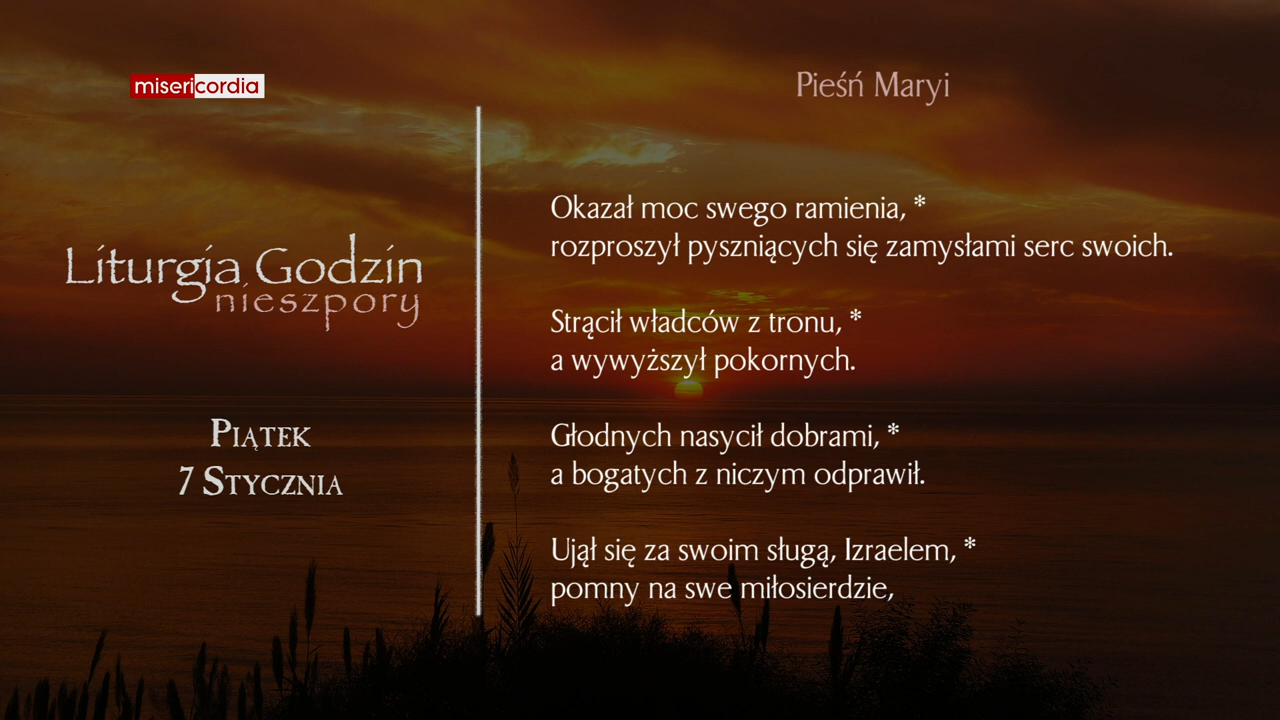 misericordia
Liturgia Godzin
nieszpory
Piątek
7 Stycznia
Pieśń Maryi
Okazał moc swego ramienia, *
rozproszył pyszniących się zamysłami serc swoich.
Strącił władców z tronu, *
a wywyższył pokornych.
Głodnych nasycił dobrami, *
a bogatych z niczym odprawił.
Ujął się za swoim sługą, Izraelem, *
pomny na swe miłosierdzie,